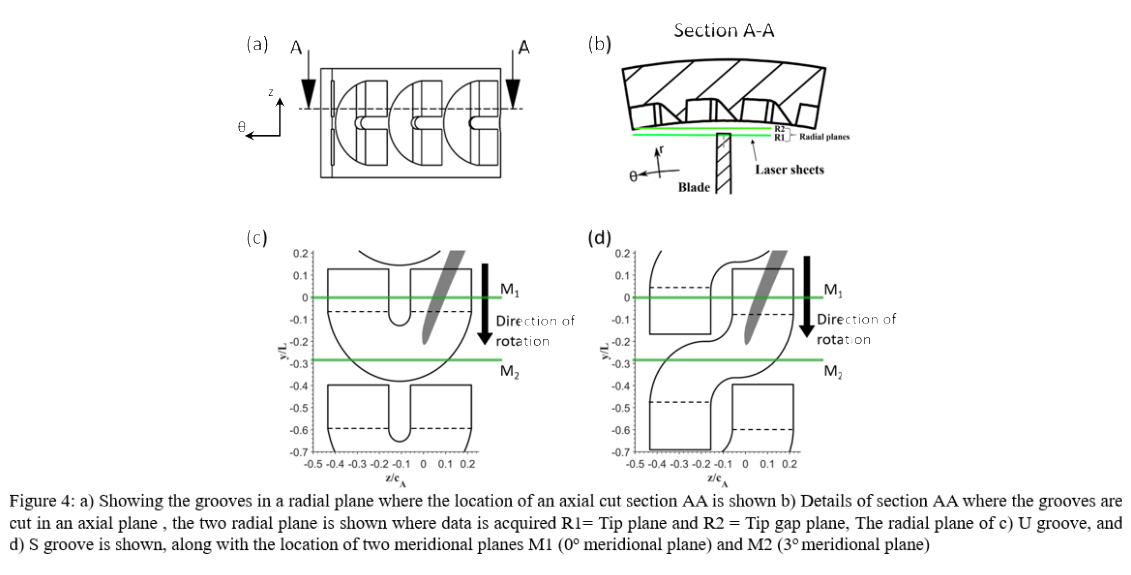 Section A-A
(a) A A
(b)
z
θ
R2
R1 Radial planes
Laser sheets
r
θ
Blade
(c)
0.2
0.1
0
-0.1
-0.2
-0.3
-0.4
-0.5
-0.6
-0.7
y/L
-0.5 -0.4 -0.3 -0.2 -0.1 0 0.1 0.2
z/cA
M1
Direction of
rotation
M2
(d)
0.2
0.1
0
-0.1
-0.2
-0.3
-0.4
-0.5
-0.6
-0.7
y/L
-0.5 -0.4 -0.3 -0.2 -0.1 0 0.1 0.2
z/cA
M1
Direction of
rotation
M2
Figure 4: a) Showing the grooves in a radial plane where the location of an axial cut section AA is shown b) Details of section AA where the grooves are
cut in an axial plane , the two radial plane is shown where data is acquired R1= Tip plane and R2 = Tip gap plane, The radial plane of c) U groove, and
d) S groove is shown, along with the location of two meridional planes M1 (0° meridional plane) and M2 (3° meridional plane)